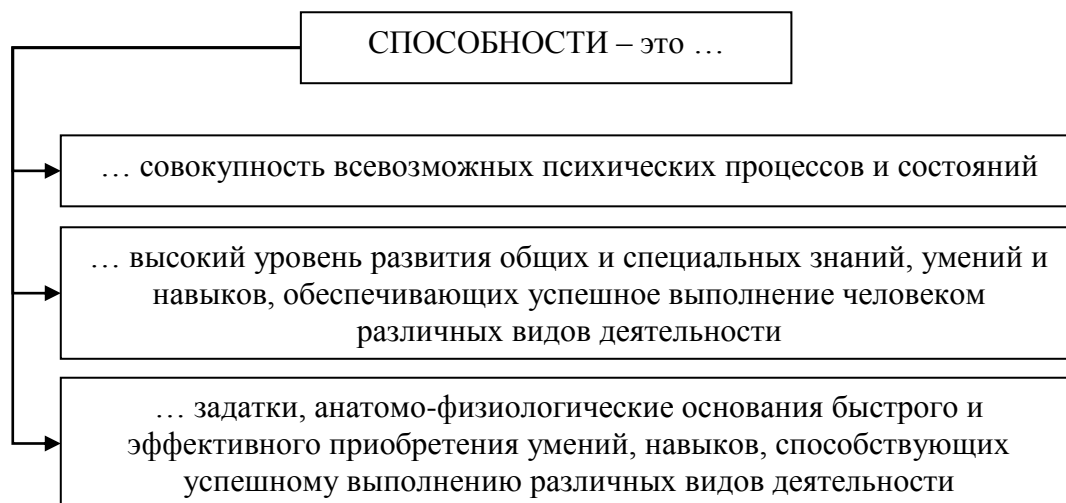 СПОСОБНОСТИ – это …
… совокупность всевозможных психических процессов и состояний
… высокий уровень развития общих и специальных знаний, умений и
навыков, обеспечивающих успешное выполнение человеком
различных видов деятельности
… задатки, анатомо-физиологические основания быстрого и
эффективного приобретения умений, навыков, способствующих
успешному выполнению различных видов деятельности